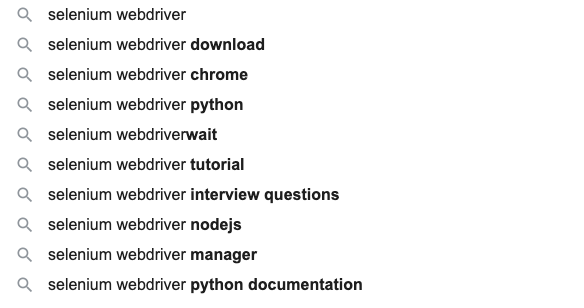 selenium webdriver
selenium webdriver download
selenium webdriver chrome
selenium webdriver python
selenium webdriverwait
selenium webdriver tutorial
selenium webdriver interview questions
selenium webdriver nodejs
selenium webdriver manager
selenium webdriver python documentation